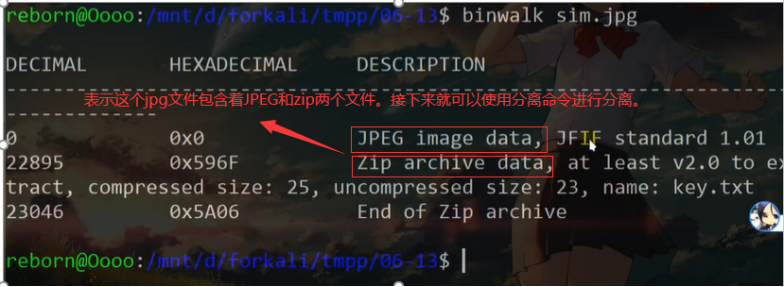 reborn@Oooo:/mnt/d/forkali/tmpp/06-13$ binwalk sim.jpg
DECIMAL HEXADECIMAL DESCRIPTION
--------------------------------------------------------------------------------
表示这个jpg文件包含着JPEG和zip两个文件。接下来就可以使用分离命令进行分离。
0 0x0 JPEG image data, JFIF standard 1.01
22895 0x596F Zip archive data, at least v2.0 to ex
tract, compressed size: 25, uncompressed size: 23, name: key.txt
23046 0x5A06 End of Zip archive
reborn@Oooo:/mnt/d/forkali/tmpp/06-13$